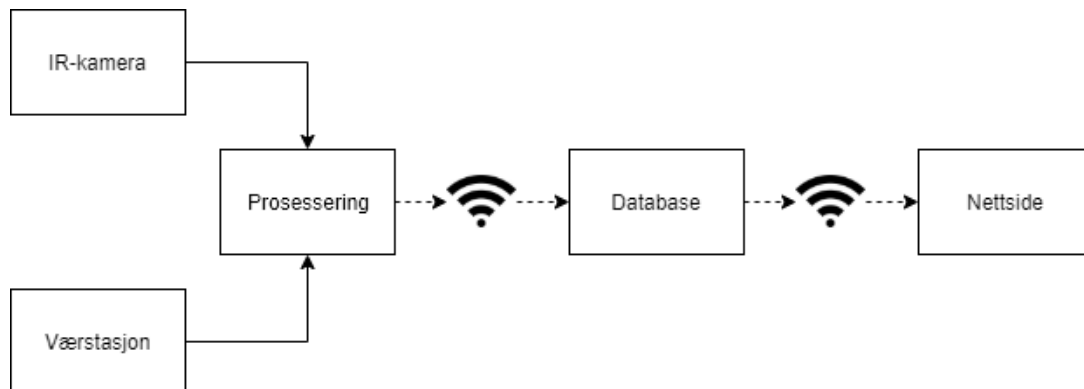 IR-kamera
Prosessering
Database
Nettside
Værstasjon